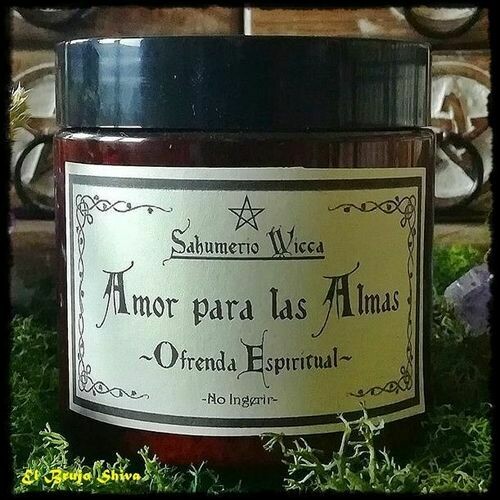 Sahumerio Wicca
Amor para las Almas
~Ofrenda Espiritual~
-No Ingerir-
El Brujo Shiva